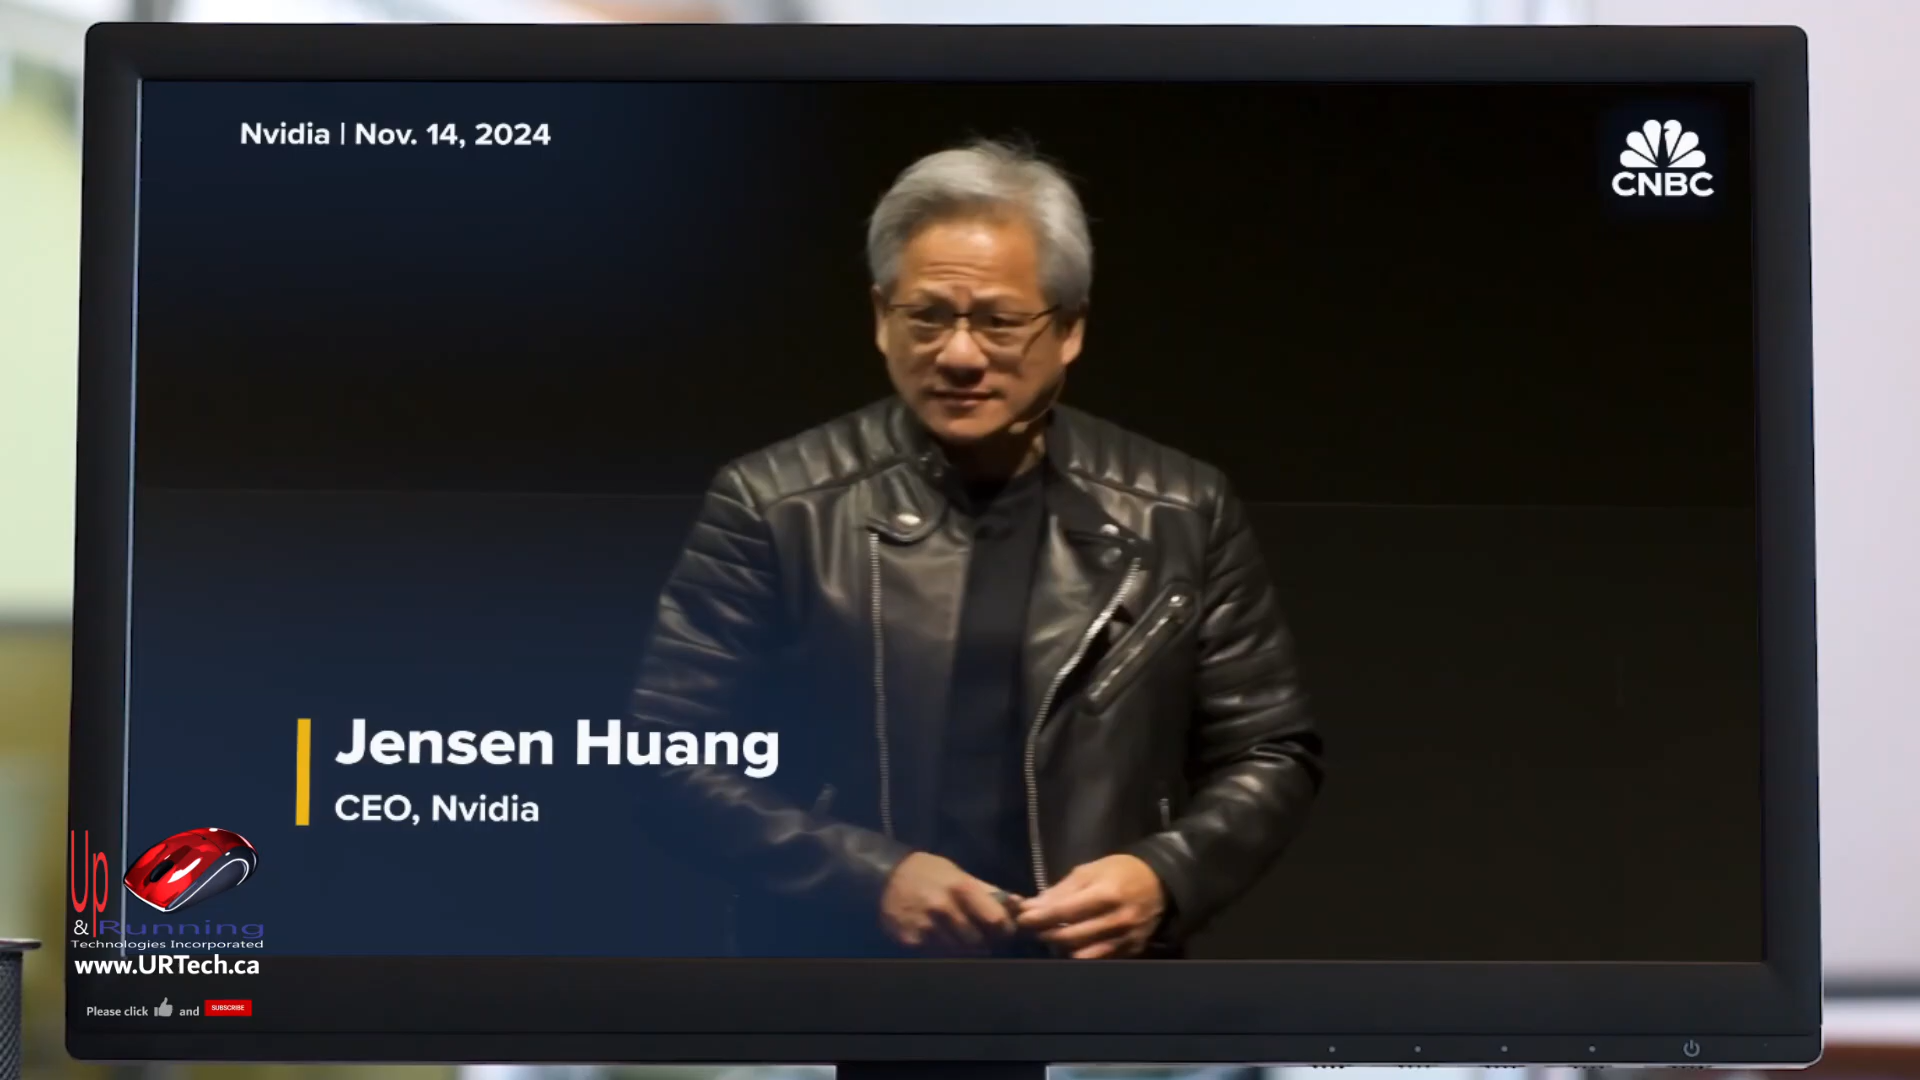 Nvidia | Nov. 14, 2024
CNBC
Jensen Huang
CEO, Nvidia
Up
& Running
Technologies Incorporated
www.URTech.ca
Please click and SUBSCRIBE